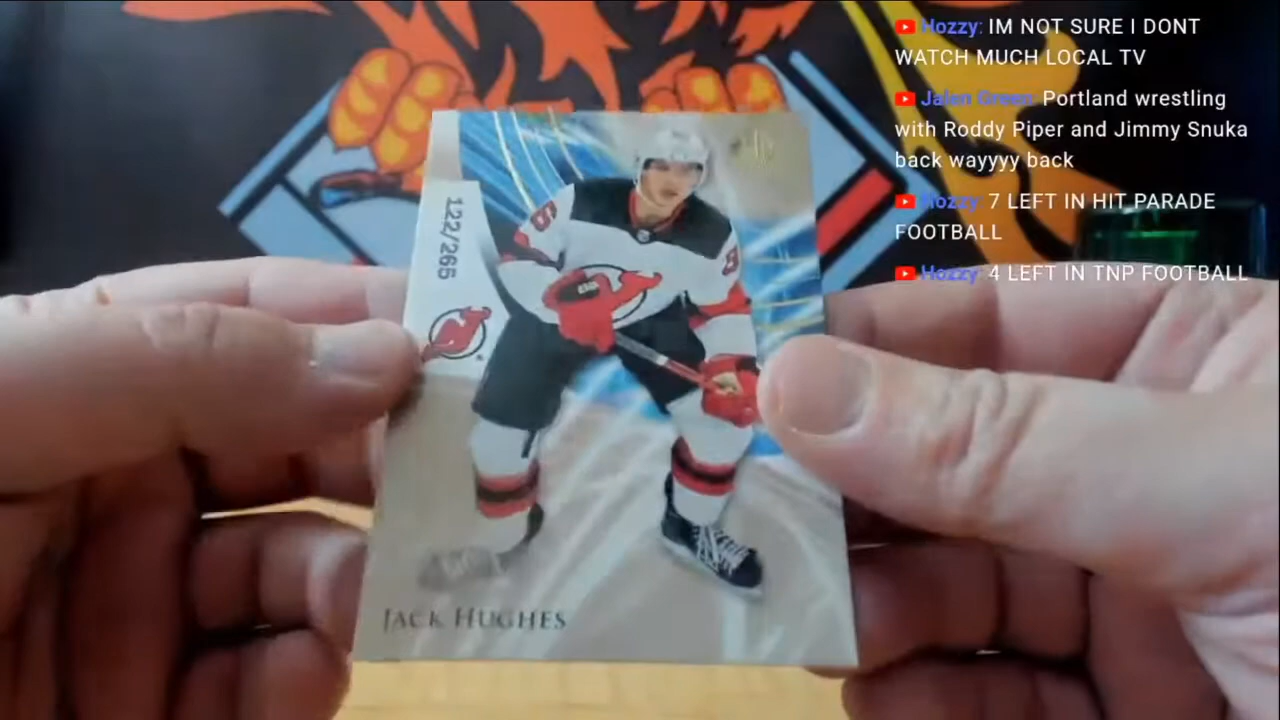 Hozzy: IM NOT SURE I DONT
WATCH MUCH LOCAL TV
Jalen Green: Portland wrestling
with Roddy Piper and Jimmy Snuka
back wayyyy back
Hozzy: 7 LEFT IN HIT PARADE
FOOTBALL
Hozzy: 4 LEFT IN TNP FOOTBALL
122/265
86
JACK HUGHES